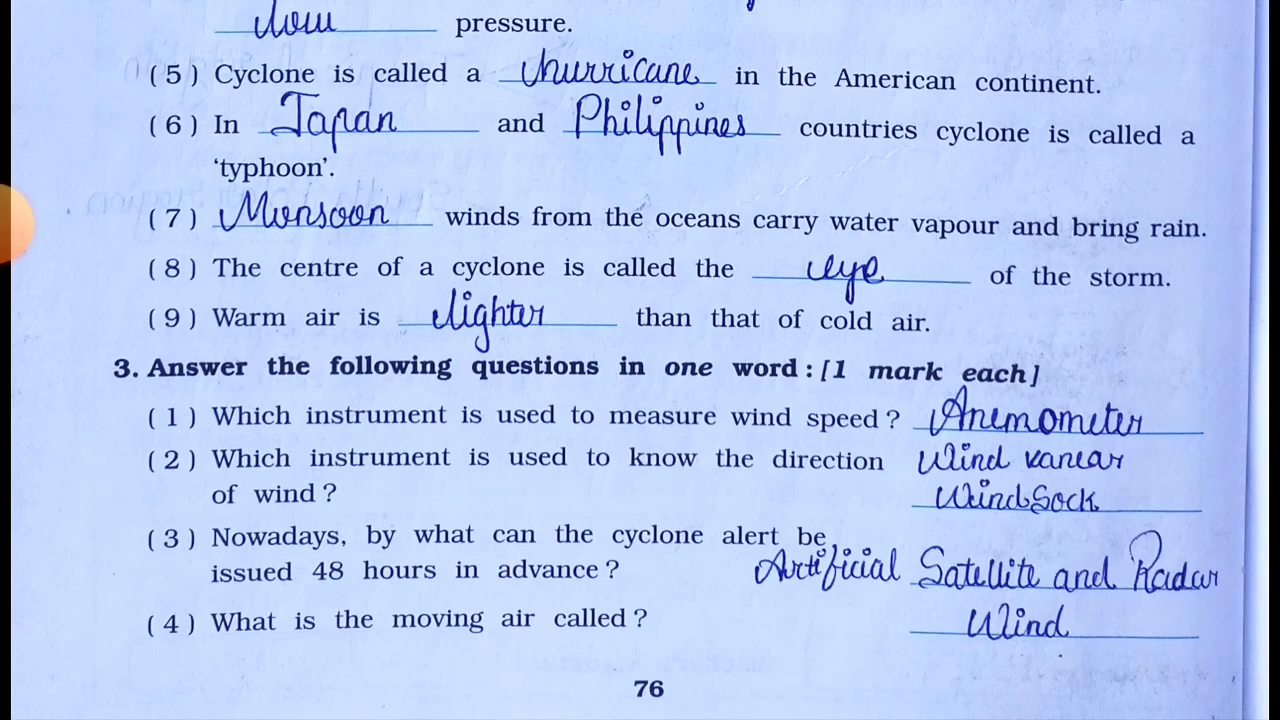 low pressure.
(5) Cyclone is called a hurricane in the American continent.
(6) In Japan and Philippines countries cyclone is called a
'typhoon'.
(7) Monsoon winds from the oceans carry water vapour and bring rain.
(8) The centre of a cyclone is called the eye of the storm.
(9) Warm air is lighter than that of cold air.
3. Answer the following questions in one word : [1 mark each]
(1) Which instrument is used to measure wind speed ? Anemometer
(2) Which instrument is used to know the direction Wind vane or
of wind ? WindSock
(3) Nowadays, by what can the cyclone alert be
issued 48 hours in advance ? Artificial Satellite and Radar
(4) What is the moving air called ? Wind
76